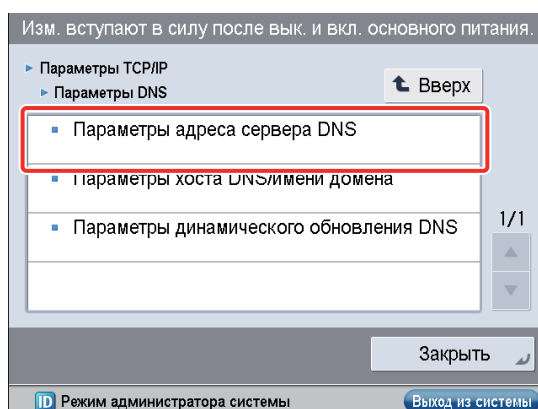 Изм. вступают в силу после вык. и вкл. основного питания.
Параметры TCP/IP
Параметры DNS
Вверх
Параметры адреса сервера DNS
Параметры хоста DNS/имени домена
Параметры динамического обновления DNS
1/1
Закрыть
ID Режим администратора системы
Выход из системы